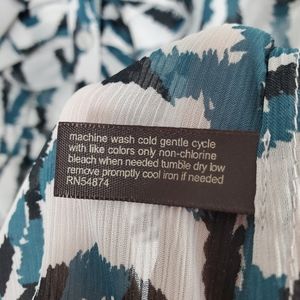 machine wash cold gentle cycle
with like colors only non-chlorine
bleach when needed tumble dry low
remove promptly cool iron if needed
RN54874